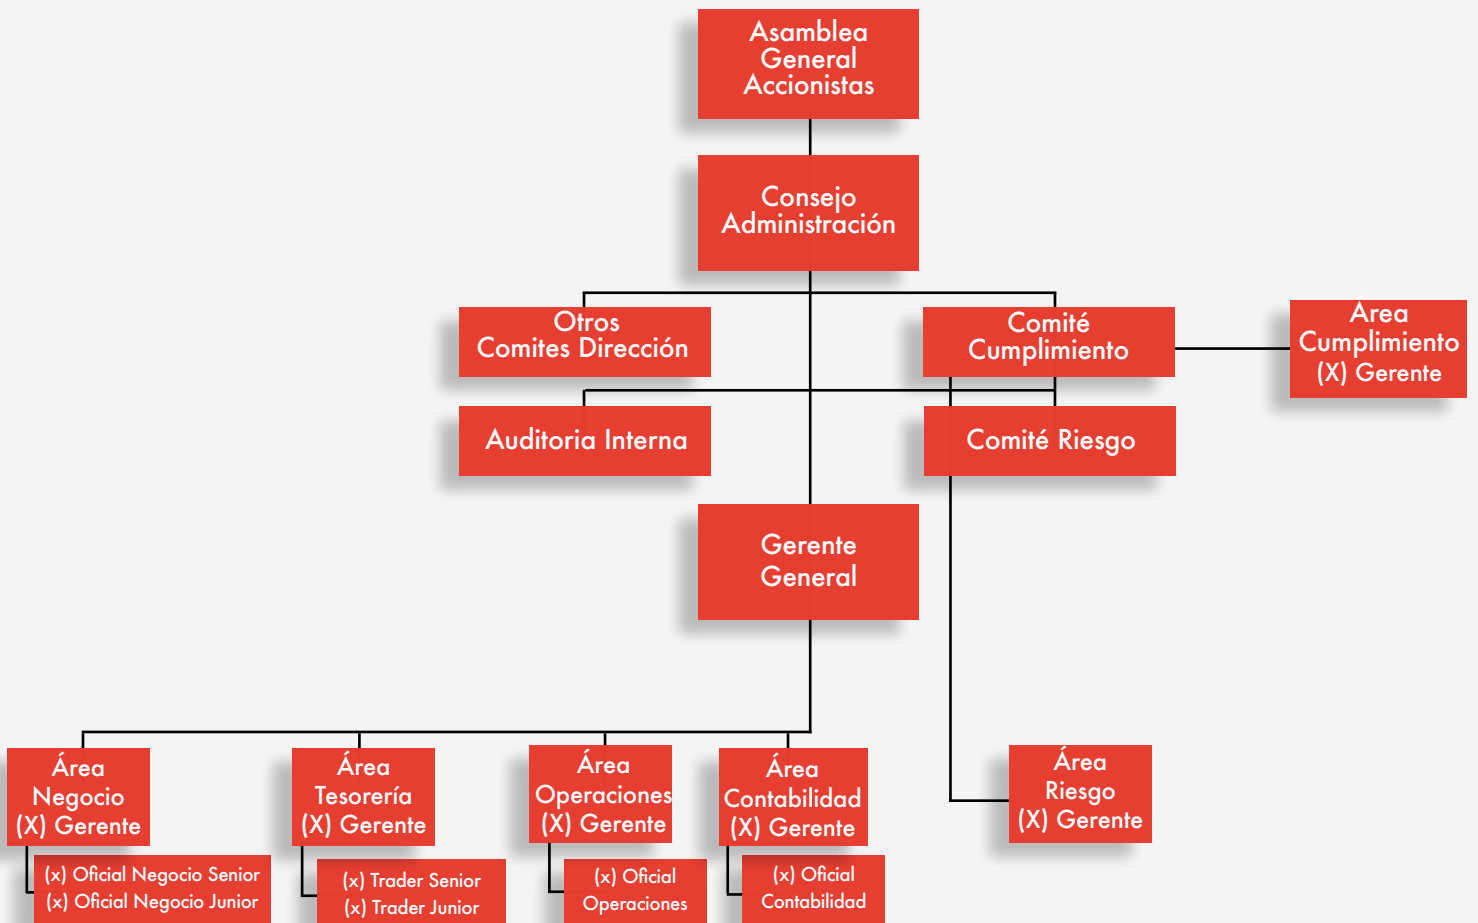 Asamblea
General
Accionistas
Consejo
Administración
Otros
Comites Dirección
Comité
Cumplimiento
Área
Cumplimiento
(X) Gerente
Auditoria Interna
Comité Riesgo
Gerente
General
Área
Negocio
(X) Gerente
Área
Tesorería
(X) Gerente
Área
Operaciones
(X) Gerente
Área
Contabilidad
(X) Gerente
Área
Riesgo
(X) Gerente
(x) Oficial Negocio Senior
(x) Oficial Negocio Junior
(x) Trader Senior
(x) Trader Junior
(x) Oficial
Operaciones
(x) Oficial
Contabilidad